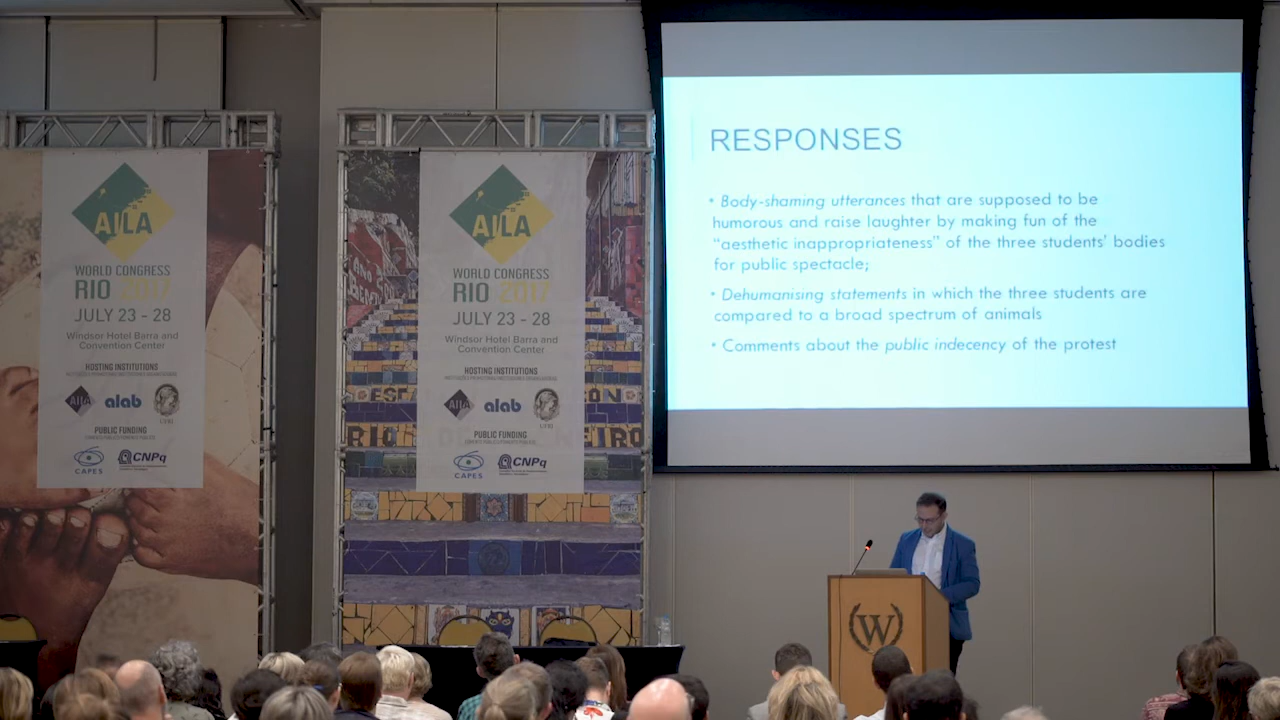 AILA
WORLD CONGRESS
RIO 2017
JULY 23 - 28
Windsor Hotel Barra and
Convention Center
HOSTING INSTITUTIONS
AILA
alab
PUBLIC FUNDING
CAPES
CNPq
AILA
WORLD CONGRESS
RIO 2017
JULY 23 - 28
Windsor Hotel Barra and
Convention Center
HOSTING INSTITUTIONS
AILA
alab
PUBLIC FUNDING
CAPES
CNPq
RESPONSES
• Body-shaming utterances that are supposed to be
humorous and raise laughter by making fun of the
“aesthetic inappropriateness” of the three students’ bodies
for public spectacle;
• Dehumanising statements in which the three students are
compared to a broad spectrum of animals
• Comments about the public indecency of the protest
W